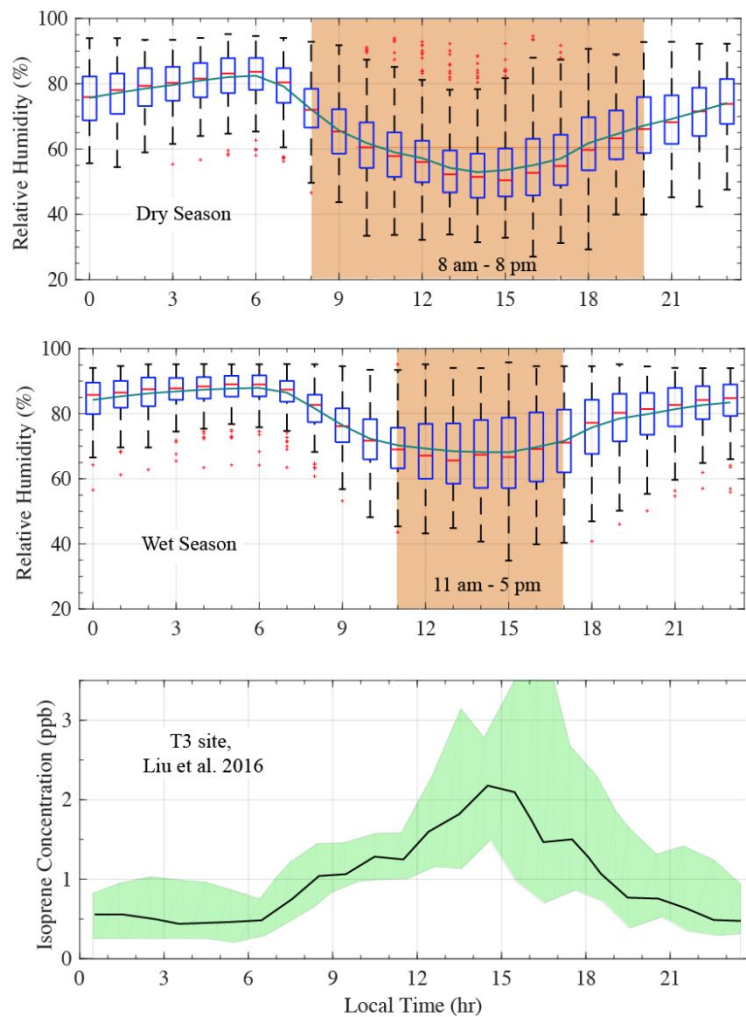 100
80
60
40
20
Relative Humidity (%)
Dry Season
8 am - 8 pm
0 3 6 9 12 15 18 21
100
80
60
40
20
Relative Humidity (%)
Wet Season
11 am - 5 pm
0 3 6 9 12 15 18 21
3
2
1
0
Isoprene Concentration (ppb)
T3 site,
Liu et al. 2016
0 3 6 9 12 15 18 21
Local Time (hr)